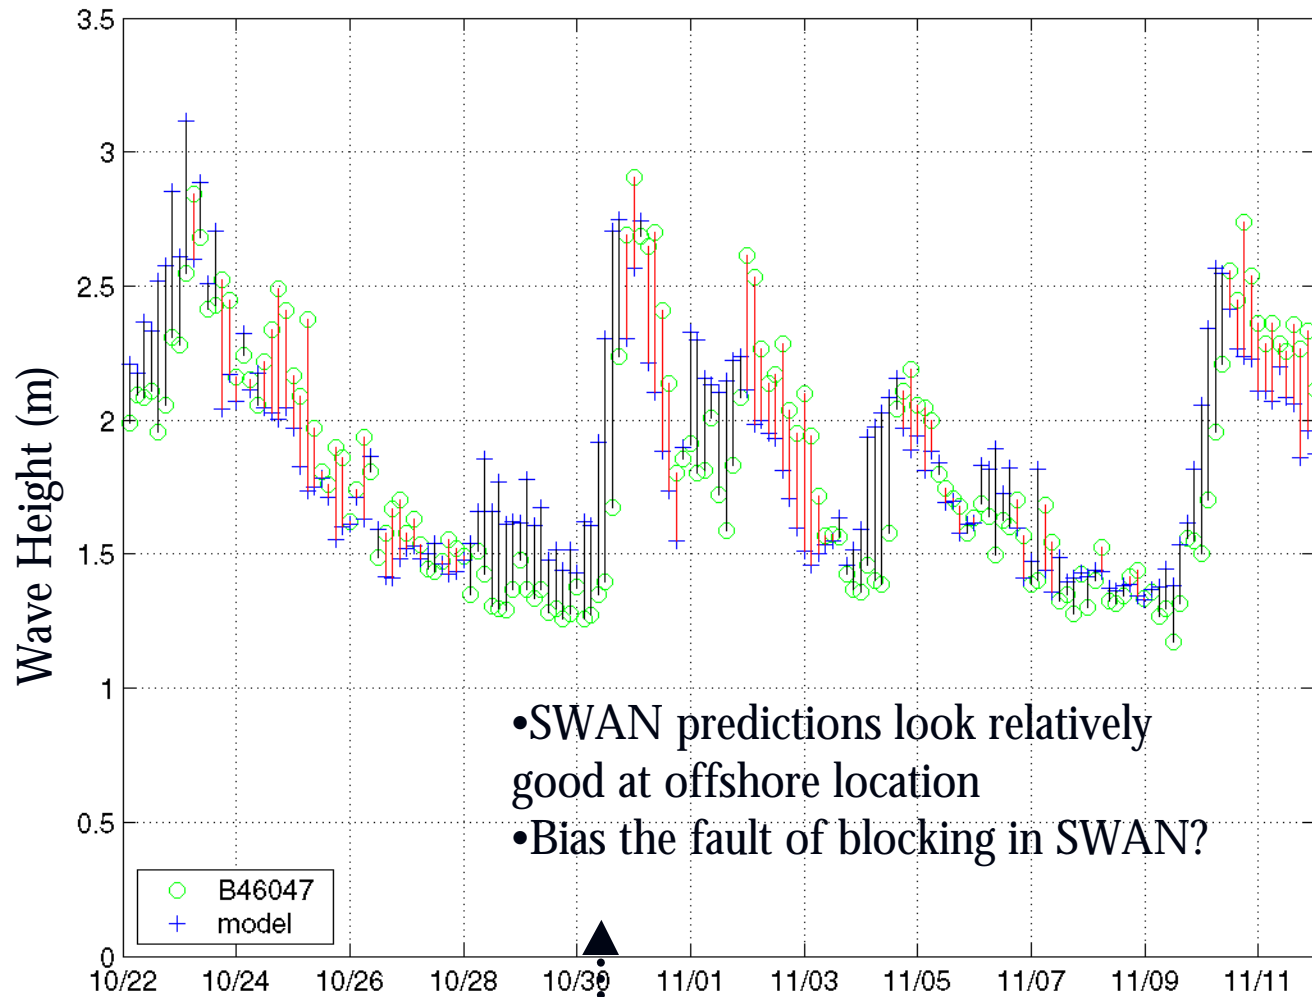 3.5
3
2.5
2
1.5
1
0.5
0
Wave Height (m)
•SWAN predictions look relatively
good at offshore location
•Bias the fault of blocking in SWAN?
B46047
model
10/22 10/24 10/26 10/28 10/30 11/01 11/03 11/05 11/07 11/09 11/11